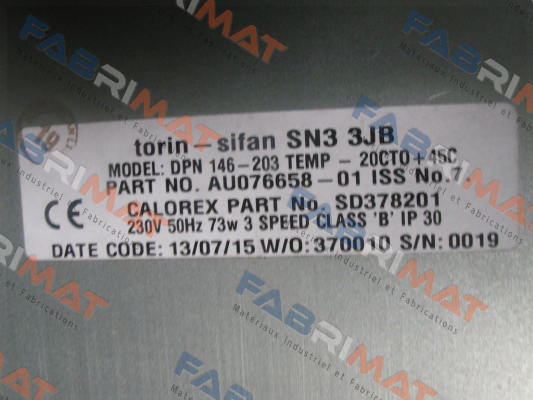 torin-sifan SN3 3JB
MODEL: DPN 146-203 TEMP - 20CTO+45C
PART NO. AU076658-01 ISS No.7.
CE CALOREX PART No. SD378201
230V 50Hz 73w 3 SPEED CLASS 'B' IP 30
DATE CODE: 13/07/15 W/O: 370010 S/N: 0019
FABRIMAT
Materiaux Industriel et Fabrications